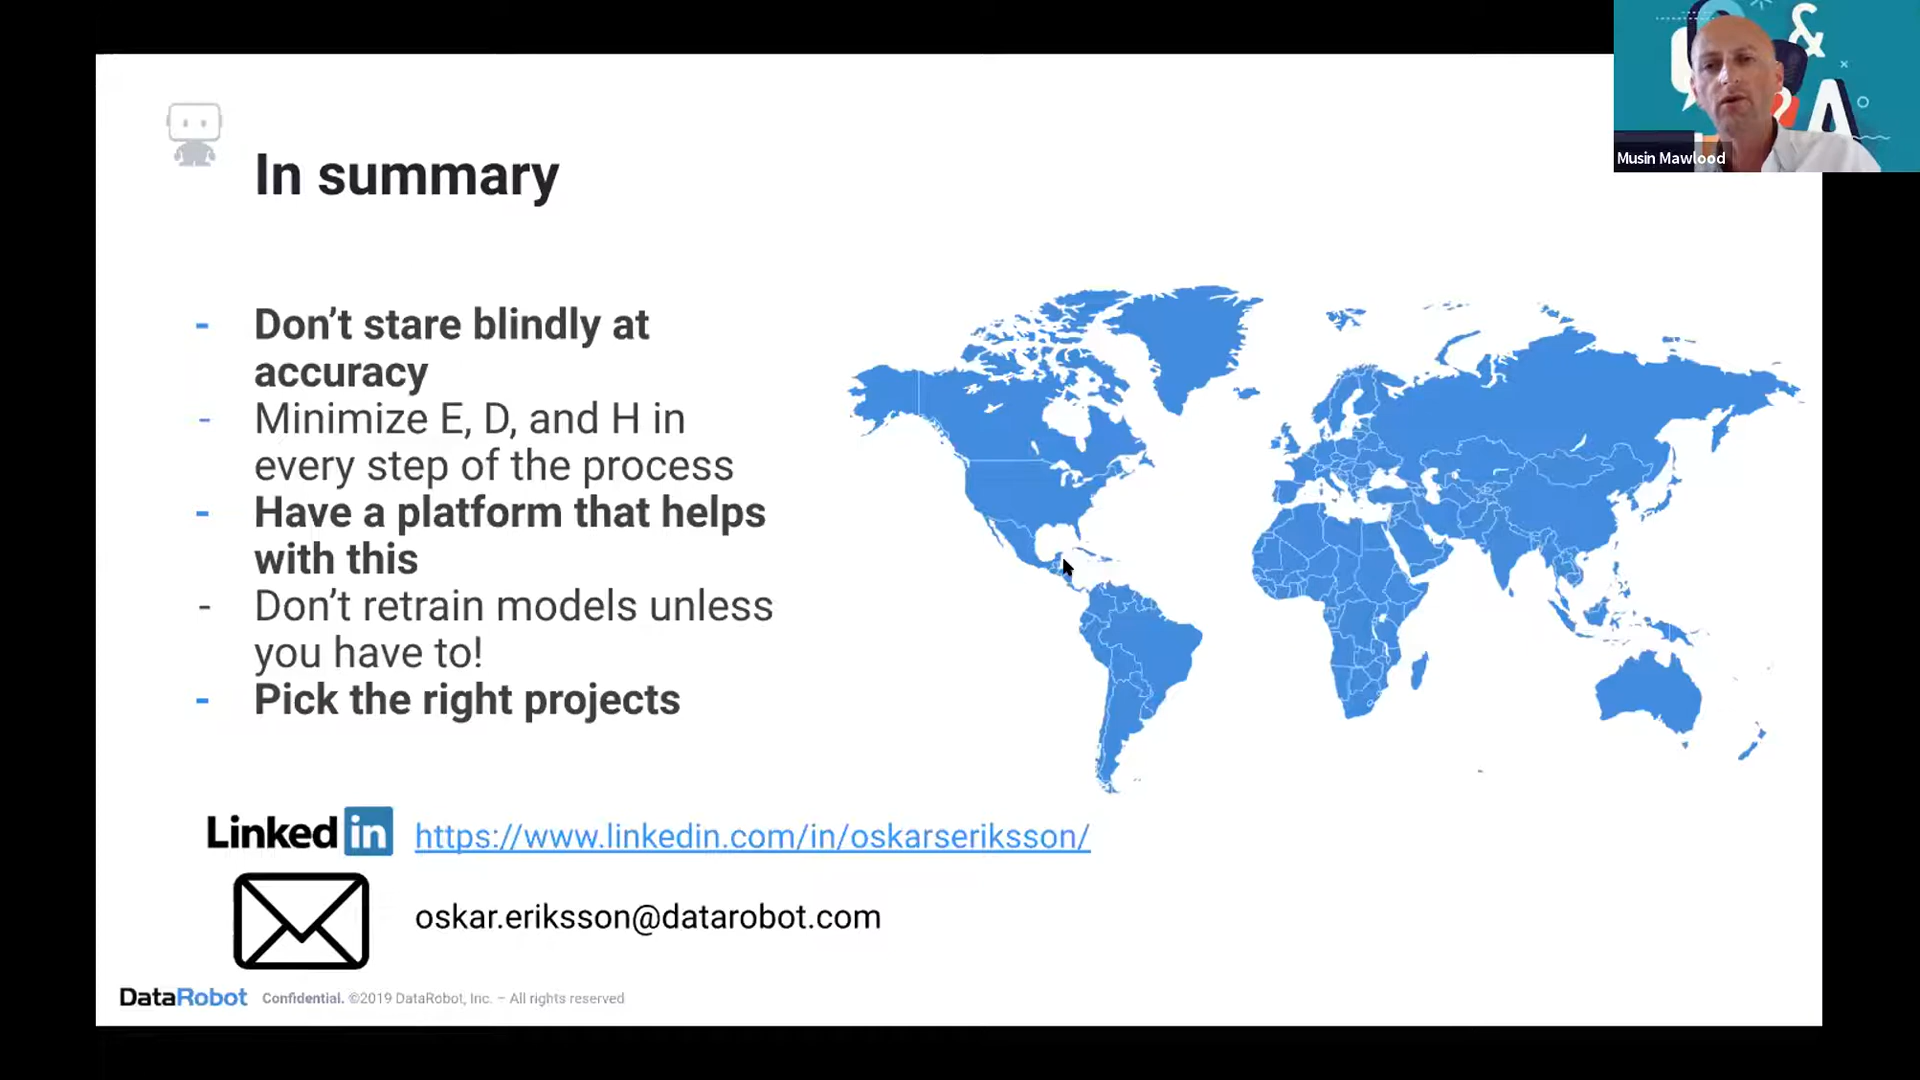 In summary
- Don’t stare blindly at
accuracy
- Minimize E, D, and H in
every step of the process
- Have a platform that helps
with this
- Don’t retrain models unless
you have to!
- Pick the right projects
Linked in https://www.linkedin.com/in/oskarseriksson/
oskar.eriksson@datarobot.com
DataRobot Confidential. ©2019 DataRobot, Inc. – All rights reserved
& A
Musin Mawlood